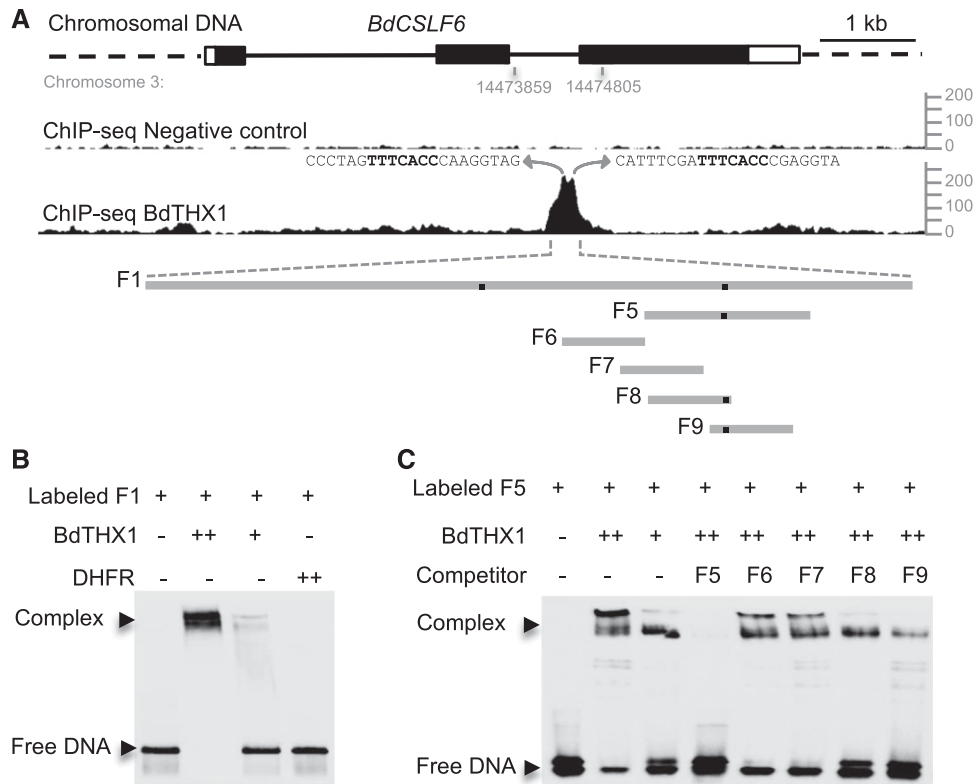 A
Chromosomal DNA
BdCSLF6
1 kb
Chromosome 3:
14473859
14474805
ChIP-seq Negative control
200
100
0
CCCTAGTTTCACCCAAGGTAG
CATTTCGATTTCACCCGAGGTA
ChIP-seq BdTHX1
200
100
0
F1
F5
F6
F7
F8
F9
B
Labeled F1 + + + +
BdTHX1 - ++ + -
DHFR - - - ++
Complex
Free DNA
C
Labeled F5 + + + + + + + +
BdTHX1 - ++ + ++ ++ ++ ++ ++
Competitor - - - F5 F6 F7 F8 F9
Complex
Free DNA